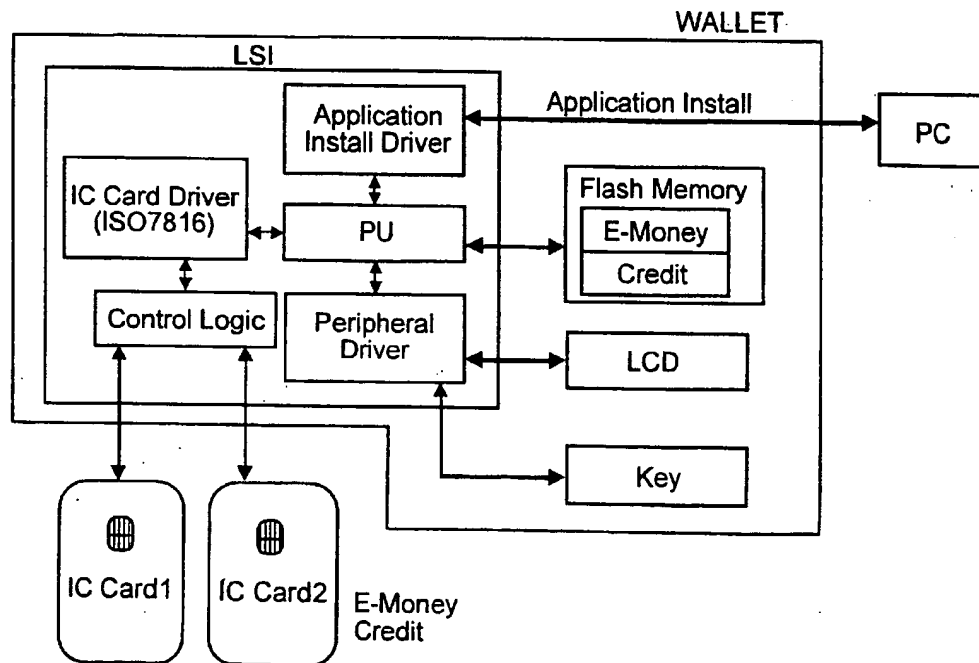 WALLET
LSI
Application
Install Driver
Application Install
PC
IC Card Driver
(ISO7816)
PU
Flash Memory
E-Money
Credit
Control Logic
Peripheral
Driver
LCD
Key
IC Card1
IC Card2
E-Money
Credit